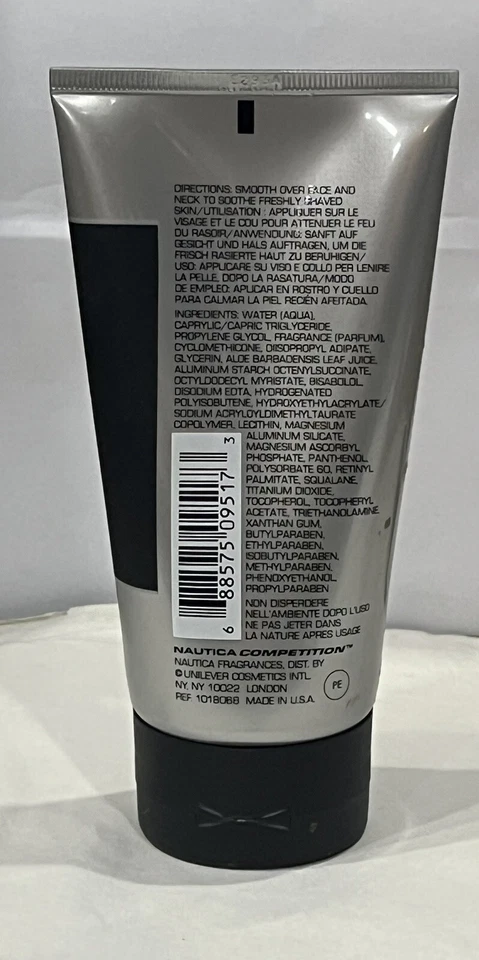 DIRECTIONS: SMOOTH OVER FACE AND
NECK TO SOOTHE FRESHLY SHAVED
SKIN/UTILISATION : APPLIQUER SUR LE
VISAGE ET LE COU POUR ATTENUER LE FEU
DU RASOIR/ANWENDUNG: SANFT AUF
GESICHT UND HALS AUFTRAGEN, UM DIE
FRISCH RASIERTE HAUT ZU BERUHIGEN/
USO: APPLICARE SU VISO E COLLO PER LENIRE
LA PELLE, DOPO LA RASATURA/MODO
DE EMPLEO: APLICAR EN ROSTRO Y CUELLO
PARA CALMAR LA PIEL RECIÉN AFEITADA.
INGREDIENTS: WATER (AQUA),
CAPRYLIC/CAPRIC TRIGLYCERIDE,
PROPYLENE GLYCOL, FRAGRANCE (PARFUM),
CYCLOMETHICONE, DIISOPROPYL ADIPATE,
GLYCERIN, ALOE BARBADENSIS LEAF JUICE,
ALUMINUM STARCH OCTENYLSUCCINATE,
OCTYLDODECYL MYRISTATE, BISABOLOL,
DISODIUM EDTA, HYDROGENATED
POLYISOBUTENE, HYDROXYETHYLACRYLATE/
SODIUM ACRYLOYLDIMETHYLTAURATE
COPOLYMER, LECITHIN, MAGNESIUM
ALUMINUM SILICATE,
MAGNESIUM ASCORBYL
PHOSPHATE, PANTHENOL,
POLYSORBATE 60, RETINYL
PALMITATE, SQUALANE,
TITANIUM DIOXIDE,
TOCOPHEROL, TOCOPHERYL
ACETATE, TRIETHANOLAMINE,
XANTHAN GUM,
BUTYLPARABEN,
ETHYLPARABEN,
ISOBUTYLPARABEN,
METHYLPARABEN,
PHENOXYETHANOL,
PROPYLPARABEN
6 88575 09517 3
NON DISPERDERE
NELL'AMBIENTE DOPO L'USO
NE PAS JETER DANS
LA NATURE APRES USAGE
NAUTICA COMPETITION™
NAUTICA FRAGRANCES, DIST. BY
© UNILEVER COSMETICS INTL.
NY, NY 10022 LONDON
REF. 1018068 MADE IN U.S.A.
PE